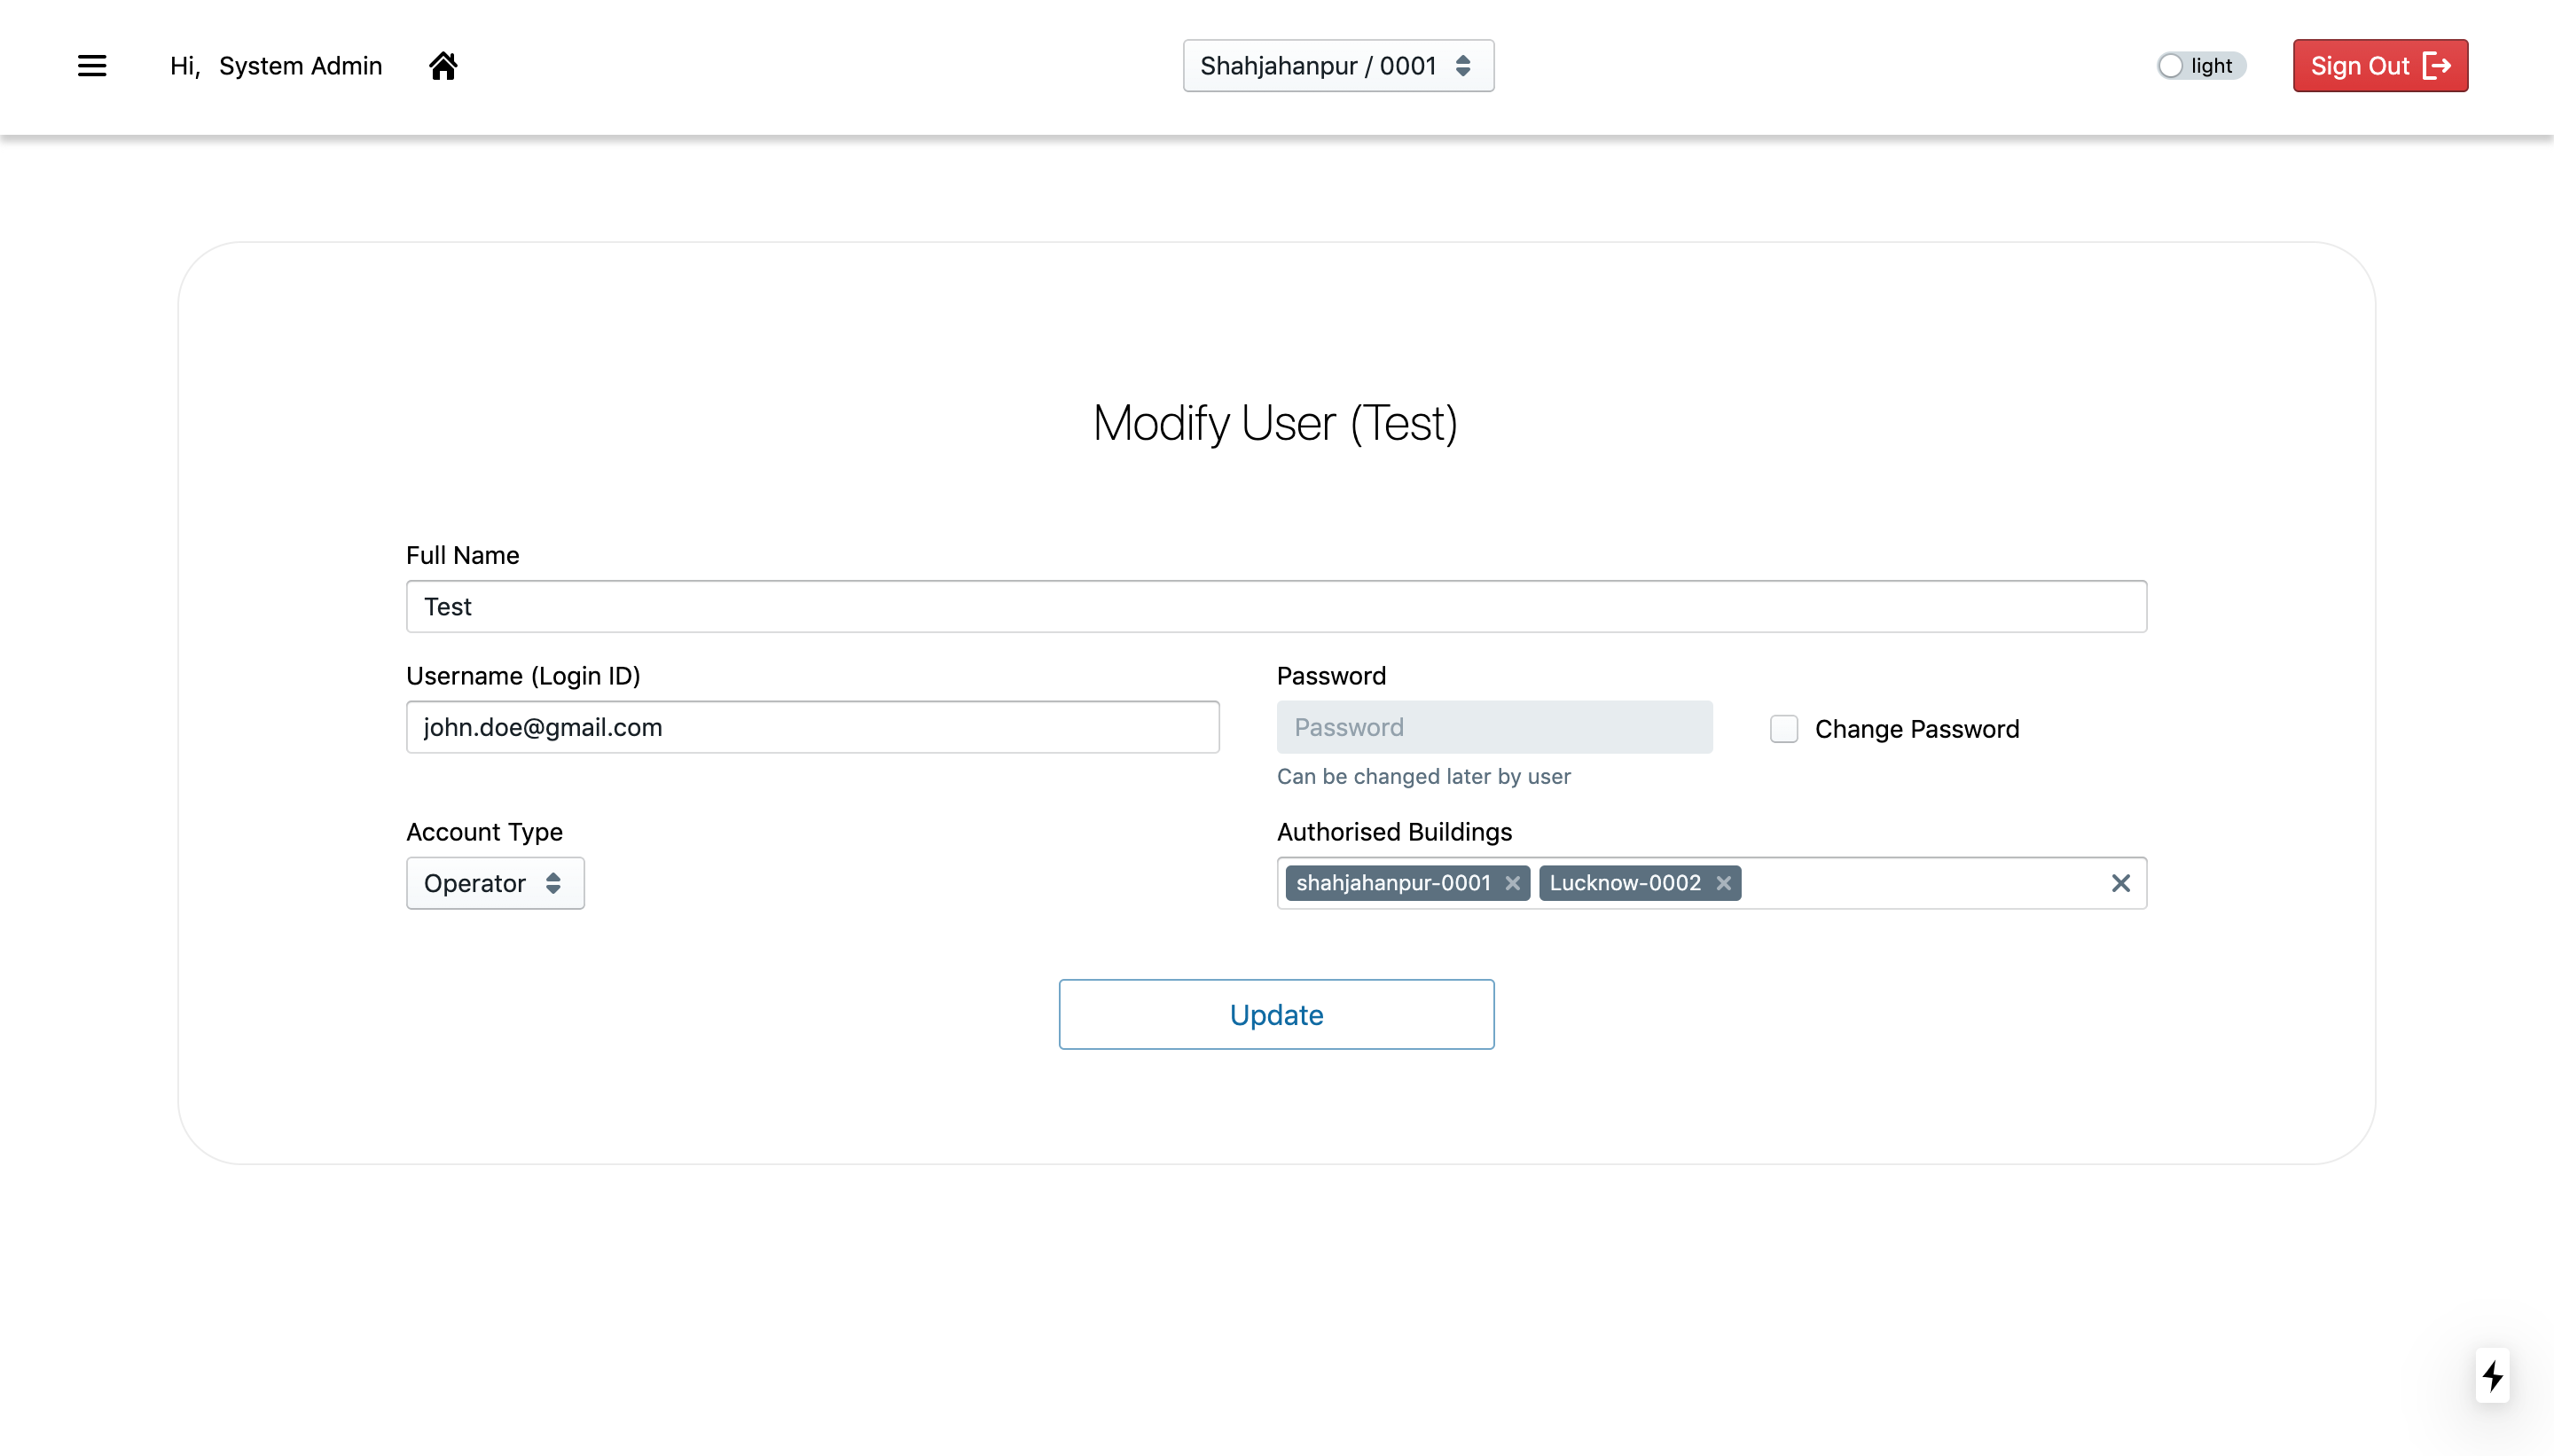 Hi, System Admin
Shahjahanpur / 0001
light
Sign Out
Modify User (Test)
Full Name
Test
Username (Login ID)
john.doe@gmail.com
Password
Password
Change Password
Can be changed later by user
Account Type
Operator
Authorised Buildings
shahjahanpur-0001
Lucknow-0002
Update